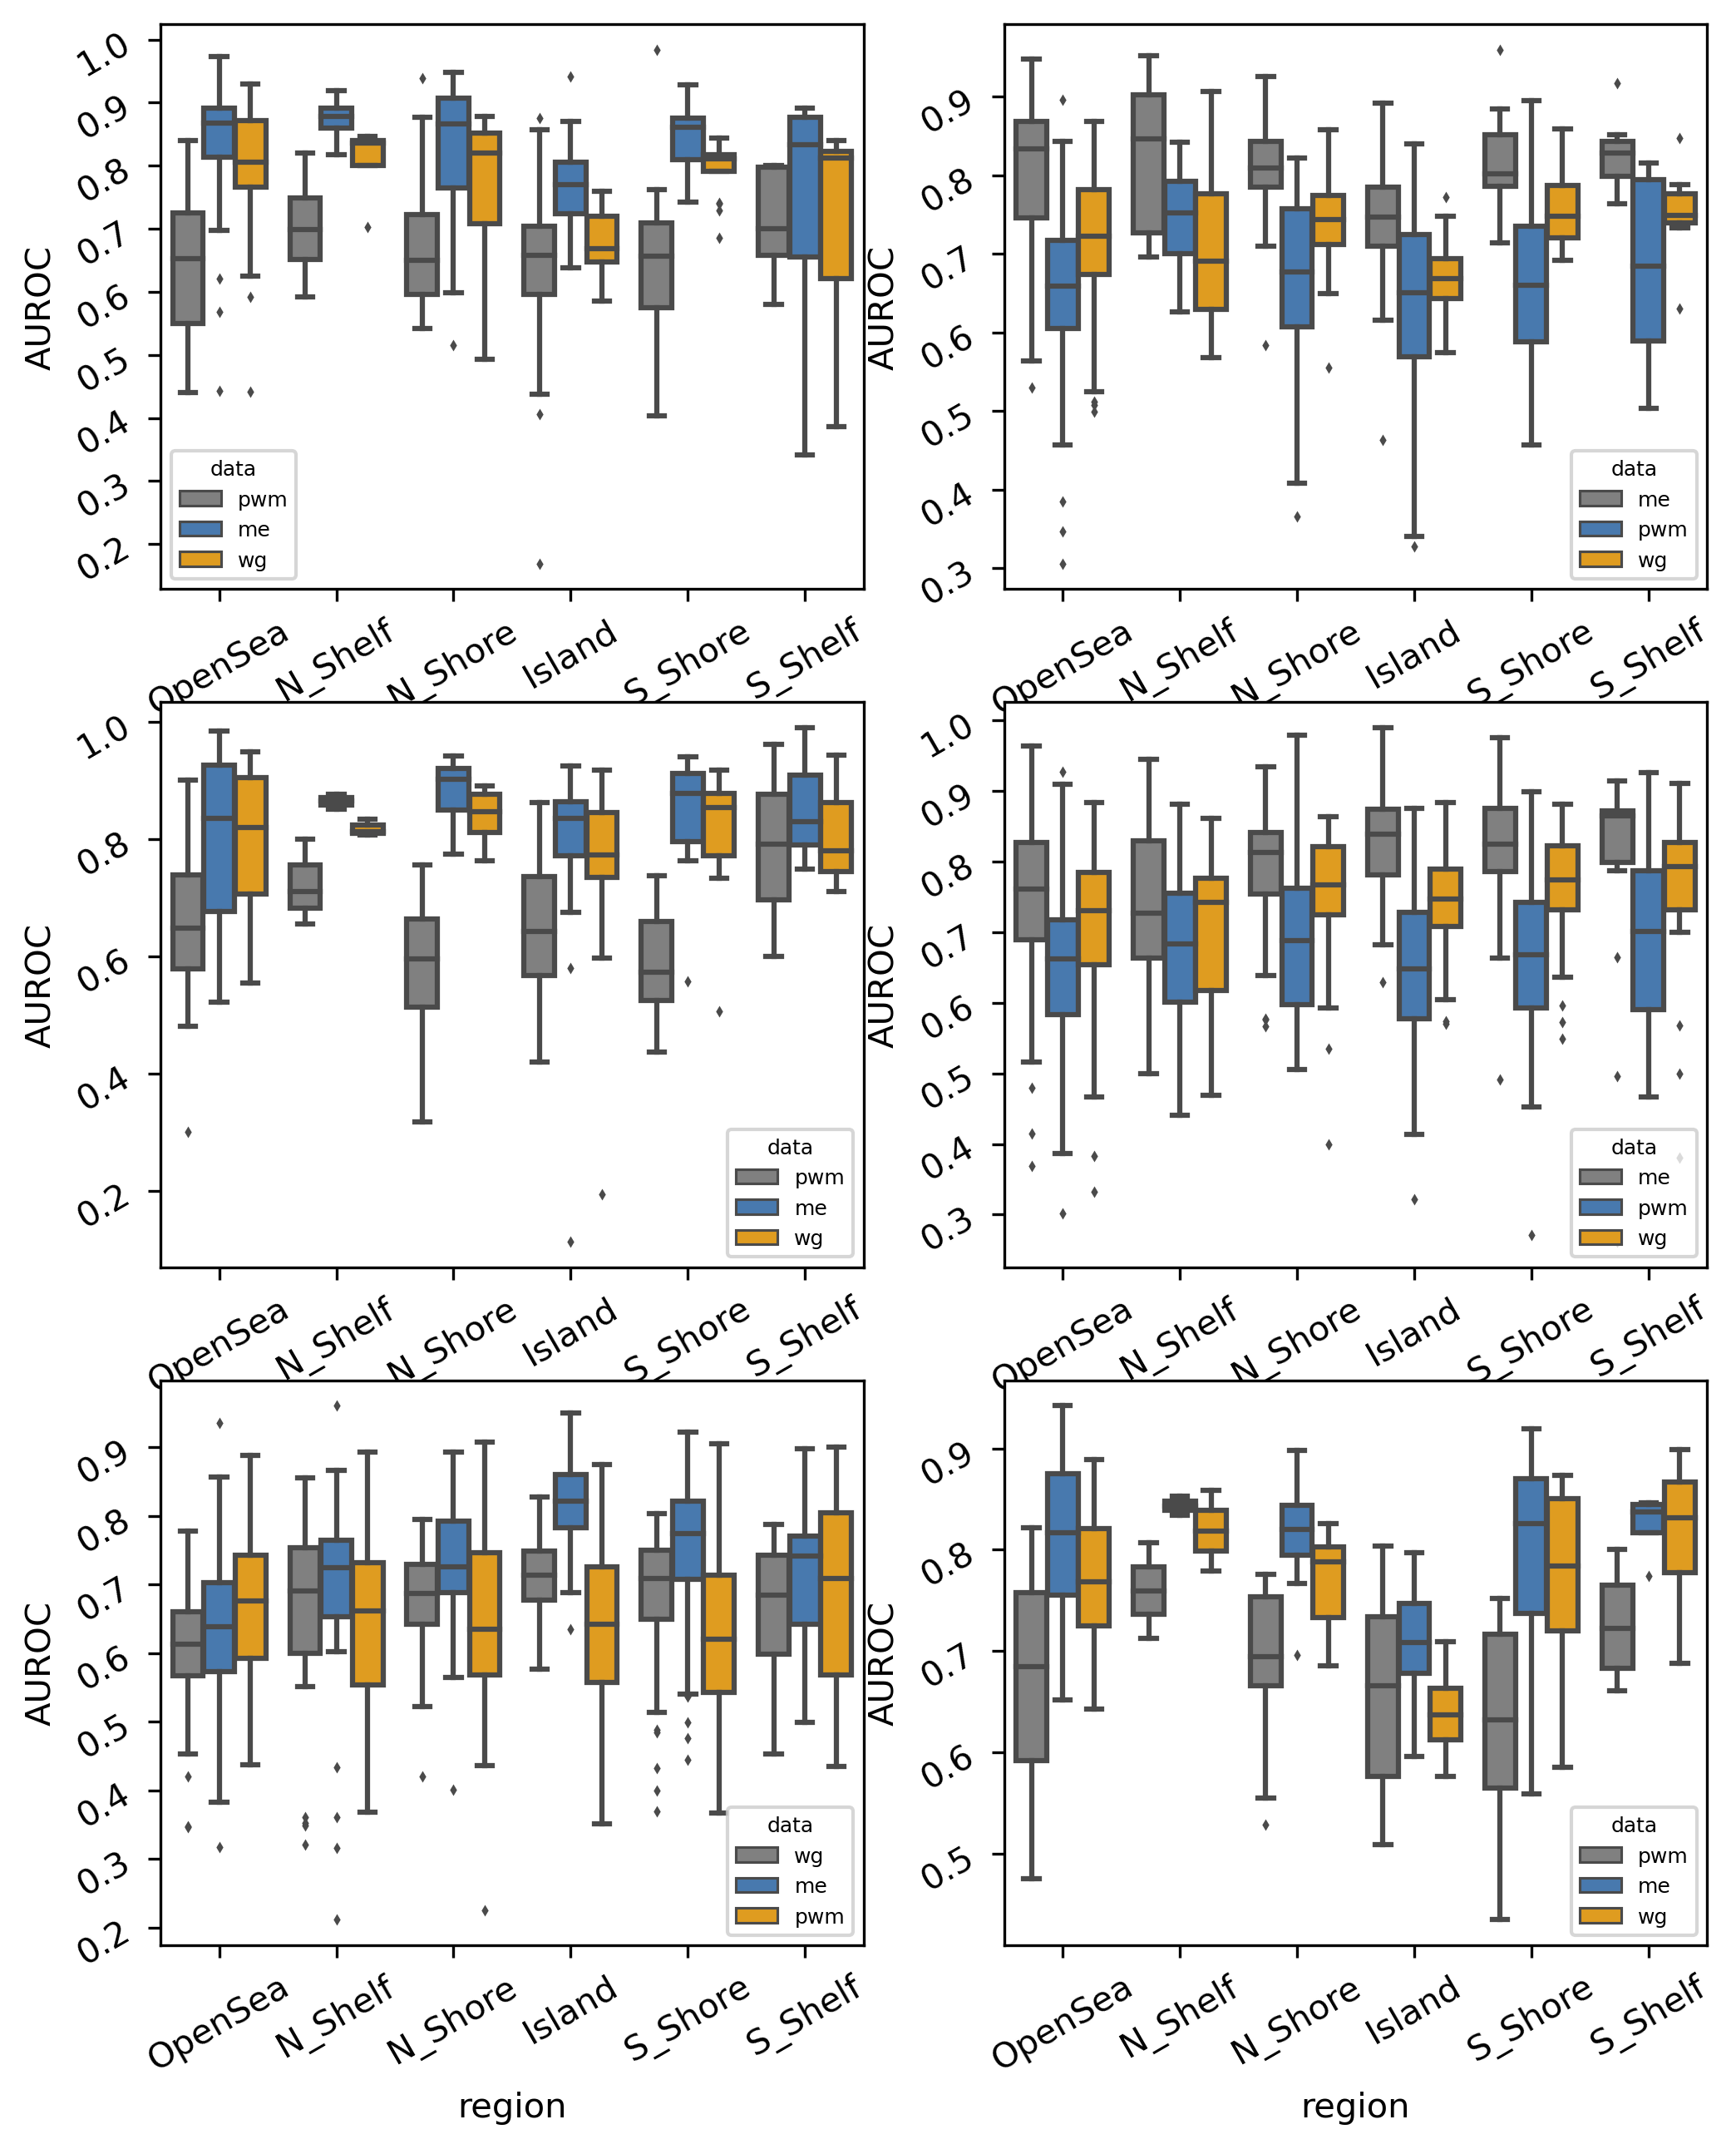 AUROC
1.0
0.9
0.8
0.7
0.6
0.5
0.4
0.3
0.2
data
pwm
me
wg
OpenSea
N_Shelf
N_Shore
Island
S_Shore
S_Shelf
AUROC
0.9
0.8
0.7
0.6
0.5
0.4
0.3
data
me
pwm
wg
OpenSea
N_Shelf
N_Shore
Island
S_Shore
S_Shelf
AUROC
1.0
0.8
0.6
0.4
0.2
data
pwm
me
wg
OpenSea
N_Shelf
N_Shore
Island
S_Shore
S_Shelf
AUROC
1.0
0.9
0.8
0.7
0.6
0.5
0.4
0.3
data
me
pwm
wg
OpenSea
N_Shelf
N_Shore
Island
S_Shore
S_Shelf
AUROC
0.9
0.8
0.7
0.6
0.5
0.4
0.3
0.2
data
wg
me
pwm
OpenSea
N_Shelf
N_Shore
Island
S_Shore
S_Shelf
region
AUROC
0.9
0.8
0.7
0.6
0.5
data
pwm
me
wg
OpenSea
N_Shelf
N_Shore
Island
S_Shore
S_Shelf
region